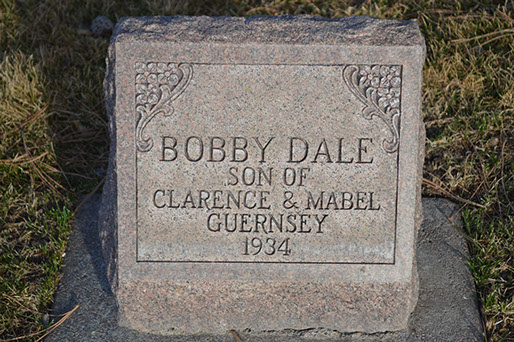 BOBBY DALE
SON OF
CLARENCE & MABEL
GUERNSEY
1934